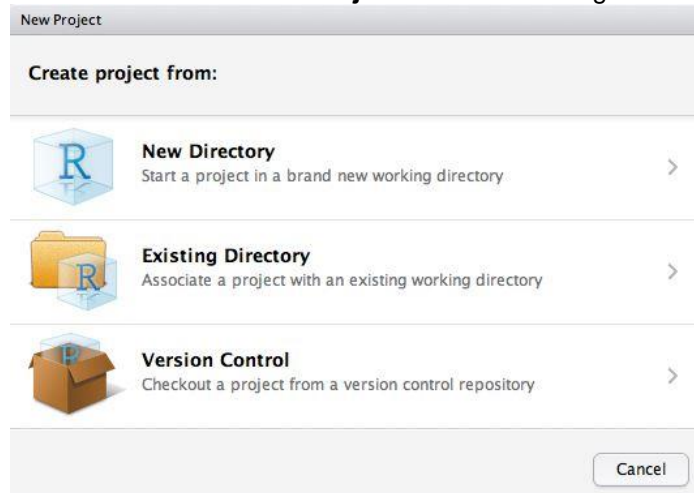 New Project
Create project from:
R
New Directory
Start a project in a brand new working directory
R
Existing Directory
Associate a project with an existing working directory
R
Version Control
Checkout a project from a version control repository
Cancel